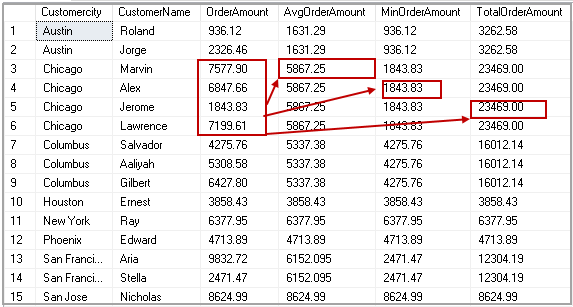 Customercity CustomerName OrderAmount AvgOrderAmount MinOrderAmount TotalOrderAmount
1 Austin Roland 936.12 1631.29 936.12 3262.58
2 Austin Jorge 2326.46 1631.29 936.12 3262.58
3 Chicago Marvin 7577.90 5867.25 1843.83 23469.00
4 Chicago Alex 6847.66 5867.25 1843.83 23469.00
5 Chicago Jerome 1843.83 5867.25 1843.83 23469.00
6 Chicago Lawrence 7199.61 5867.25 1843.83 23469.00
7 Columbus Salvador 4275.76 5337.38 4275.76 16012.14
8 Columbus Aaliyah 5308.58 5337.38 4275.76 16012.14
9 Columbus Gilbert 6427.80 5337.38 4275.76 16012.14
10 Houston Ernest 3858.43 3858.43 3858.43 3858.43
11 New York Ray 6377.95 6377.95 6377.95 6377.95
12 Phoenix Edward 4713.89 4713.89 4713.89 4713.89
13 San Franci... Aria 9832.72 6152.095 2471.47 12304.19
14 San Franci... Stella 2471.47 6152.095 2471.47 12304.19
15 San Jose Nicholas 8624.99 8624.99 8624.99 8624.99